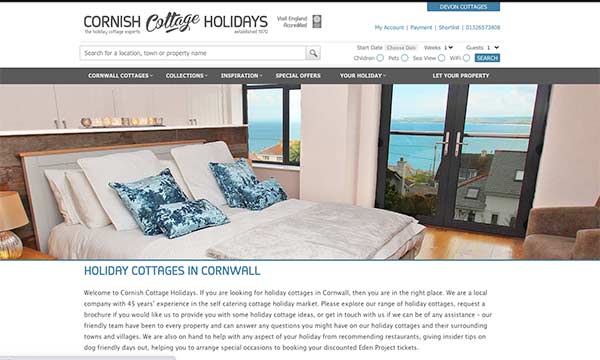 DEVON COTTAGES
CORNISH Cottage HOLIDAYS
the holiday cottage experts
established 1970
Visit England
Accredited
My Account | Payment | Shortlist | 01326573808
Search for a location, town or property name
Start Date Choose Date Weeks 1 Guests 1
Children Pets Sea View WiFi SEARCH
CORNWALL COTTAGES COLLECTIONS INSPIRATION SPECIAL OFFERS YOUR HOLIDAY LET YOUR PROPERTY
HOLIDAY COTTAGES IN CORNWALL
Welcome to Cornish Cottage Holidays. If you are looking for holiday cottages in Cornwall, then you are in the right place. We are a local
company with 45 years' experience in the self catering cottage holiday market. Please explore our range of holiday cottages, request a
brochure if you would like us to provide you with some holiday cottage ideas, or get in touch with us if we can be of any assistance - our
friendly team have been to every property and can answer any questions you might have on our holiday cottages and their surrounding
towns and villages. We are also on hand to help with any aspect of your holiday from recommending restaurants, giving insider tips on
dog friendly days out, helping you to arrange special occasions to booking your discounted Eden Project tickets.